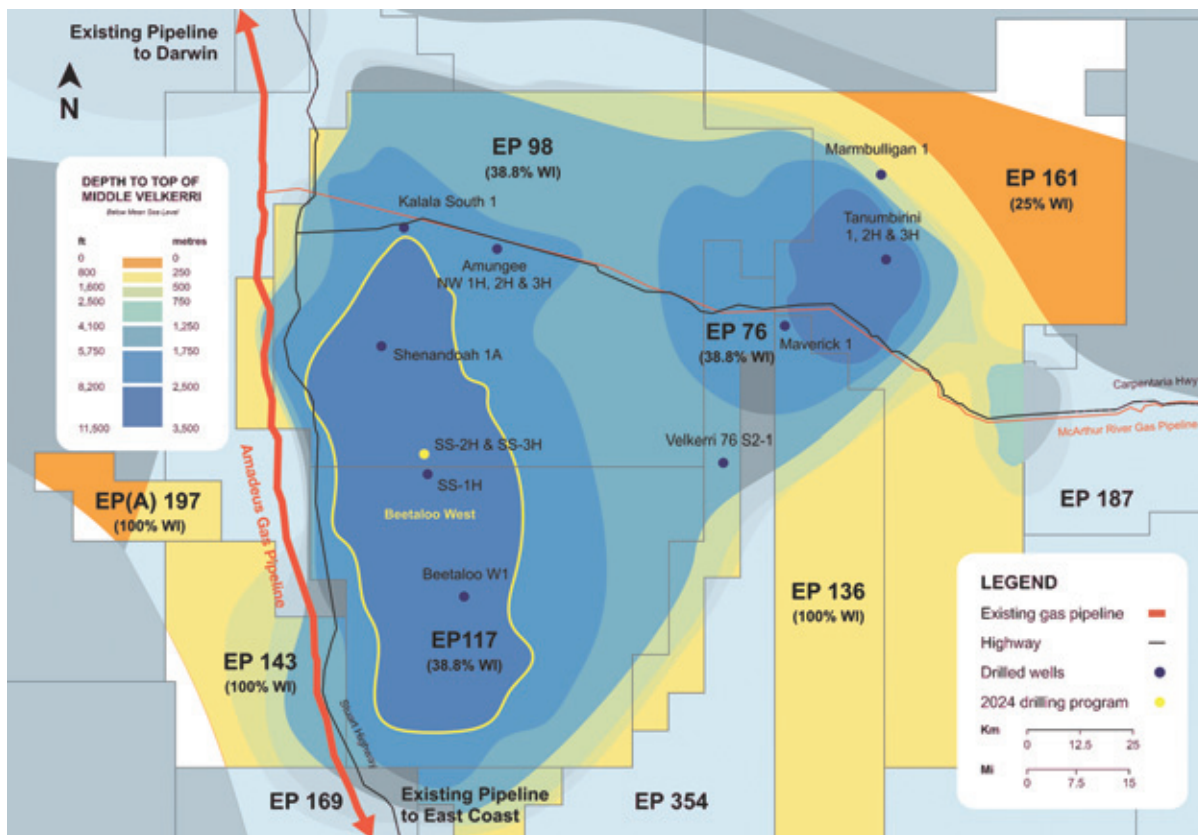 Existing Pipeline
to Darwin
N
DEPTH TO TOP OF
MIDDLE VELKERRI
Below Mean Sea Level
ft metres
0 0
800 250
1,600 500
2,500 750
4,100 1,250
5,750 1,750
8,200 2,500
11,500 3,500
EP 98
(38.8% WI)
Marmbulligan 1
EP 161
(25% WI)
Kalala South 1
Tanumbirini
1, 2H & 3H
Amungee
NW 1H, 2H & 3H
EP 76
(38.8% WI)
Maverick 1
Shenandoah 1A
Carpentaria Hwy
McArthur River Gas Pipeline
SS-2H & SS-3H
SS-1H
Velkerri 76 S2-1
Amadeus Gas Pipeline
EP(A) 197
(100% WI)
Beetaloo West
EP 187
Beetaloo W1
EP 136
(100% WI)
EP117
(38.8% WI)
EP 143
(100% WI)
Stuart Highway
LEGEND
Existing gas pipeline
Highway
Drilled wells
2024 drilling program
Km
0 12.5 25
Mi
0 7.5 15
EP 169
Existing Pipeline
to East Coast
EP 354